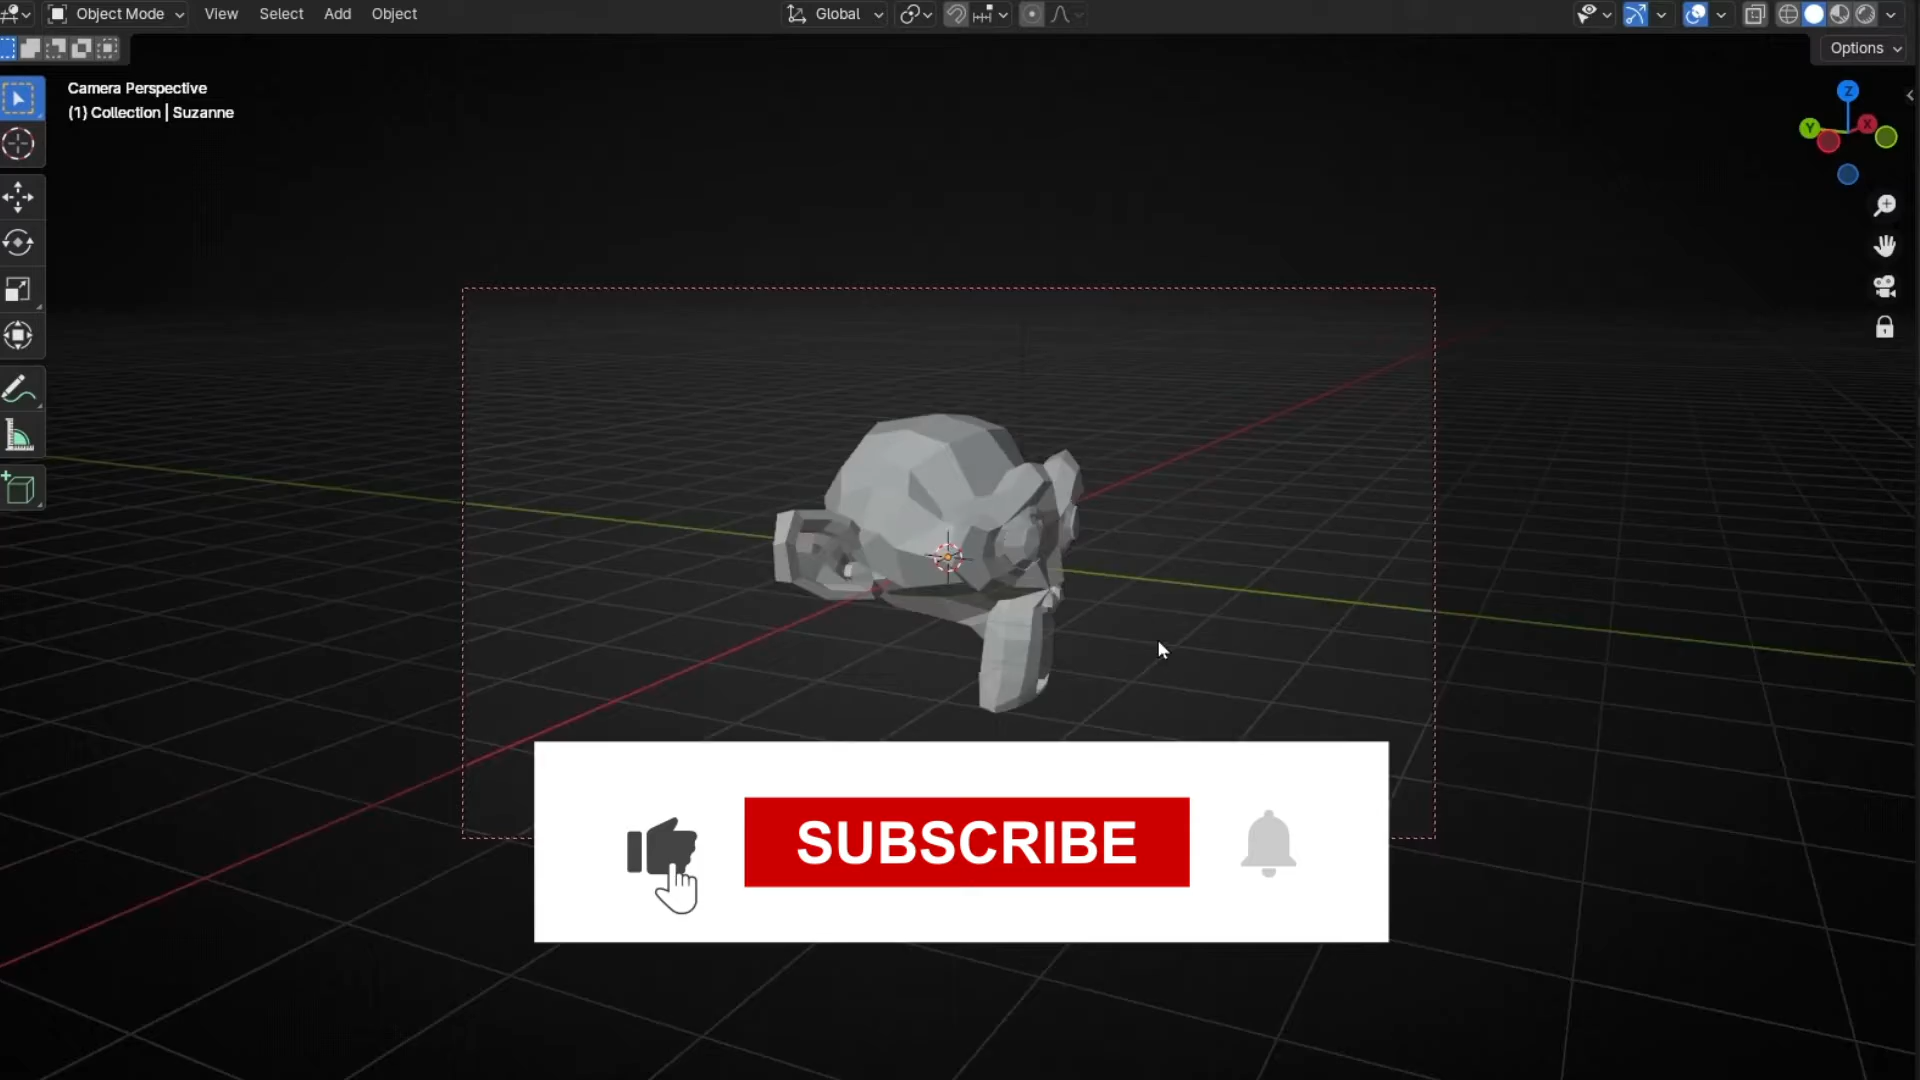 Object Mode View Select Add Object Global
Options
Camera Perspective
(1) Collection | Suzanne
Z
Y
X
SUBSCRIBE